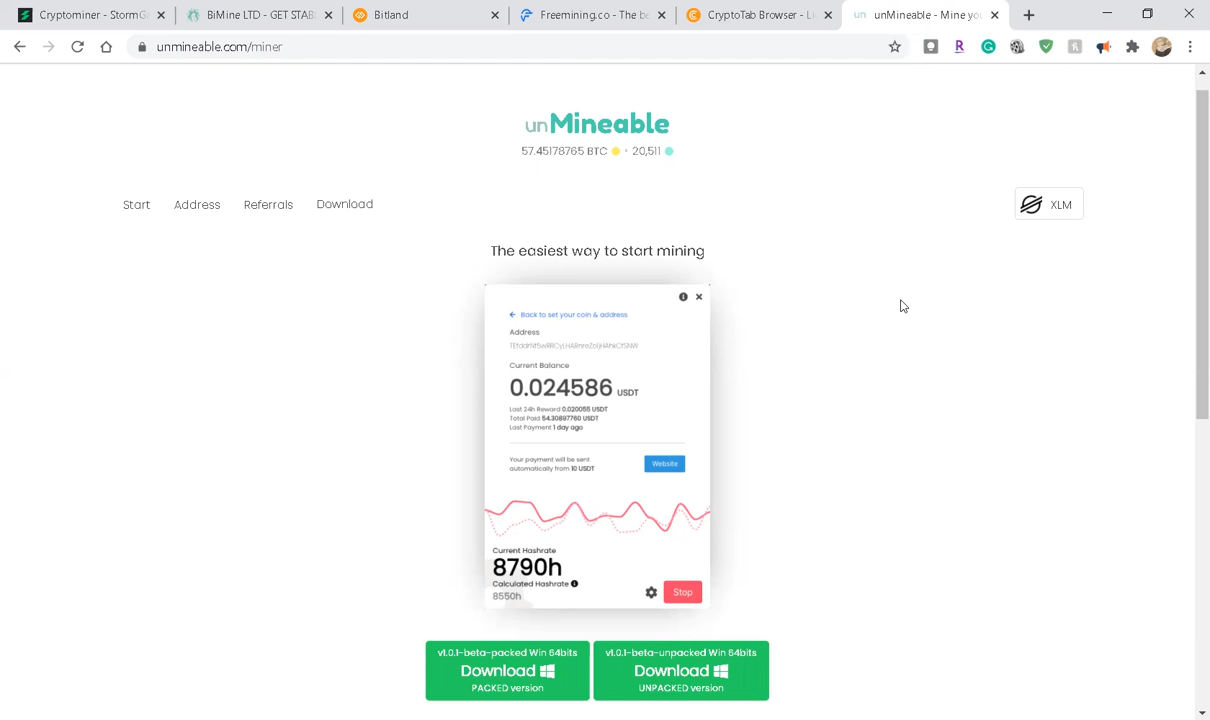 Cryptominer - StormG
BiMine LTD - GET STAB
Bitland
Freemining.co - The be
CryptoTab Browser - Li
unMineable - Mine you
unmineable.com/miner
unMineable
57.45178765 BTC • 20,511
Start
Address
Referrals
Download
XLM
The easiest way to start mining
Back to set your coin & address
Address
Current Balance
0.024586 USDT
Last 24h Reward 0.020055 USDT
Total Paid 54.30897760 USDT
Last Payment 1 day ago
Your payment will be sent
automatically from 10 USDT
Website
Current Hashrate
8790h
Calculated Hashrate
8550h
Stop
v1.0.1-beta-packed Win 64bits
Download
PACKED version
v1.0.1-beta-unpacked Win 64bits
Download
UNPACKED version